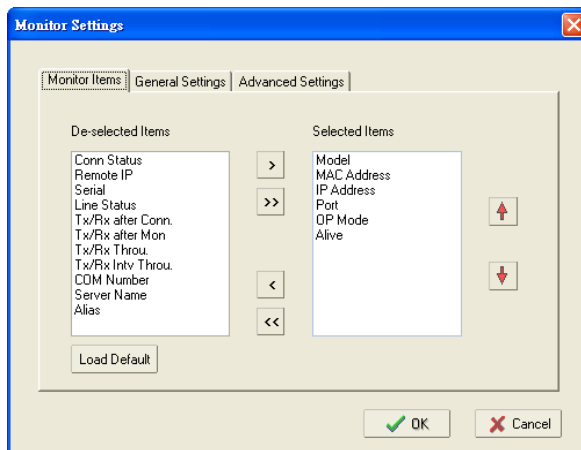 Monitor Settings
Monitor Items
General Settings
Advanced Settings
De-selected Items
Conn Status
Remote IP
Serial
Line Status
Tx/Rx after Conn.
Tx/Rx after Mon
Tx/Rx Throu.
Tx/Rx Intv Throu.
COM Number
Server Name
Alias
>
>>
<
<<
Selected Items
Model
MAC Address
IP Address
Port
OP Mode
Alive
Load Default
OK
Cancel